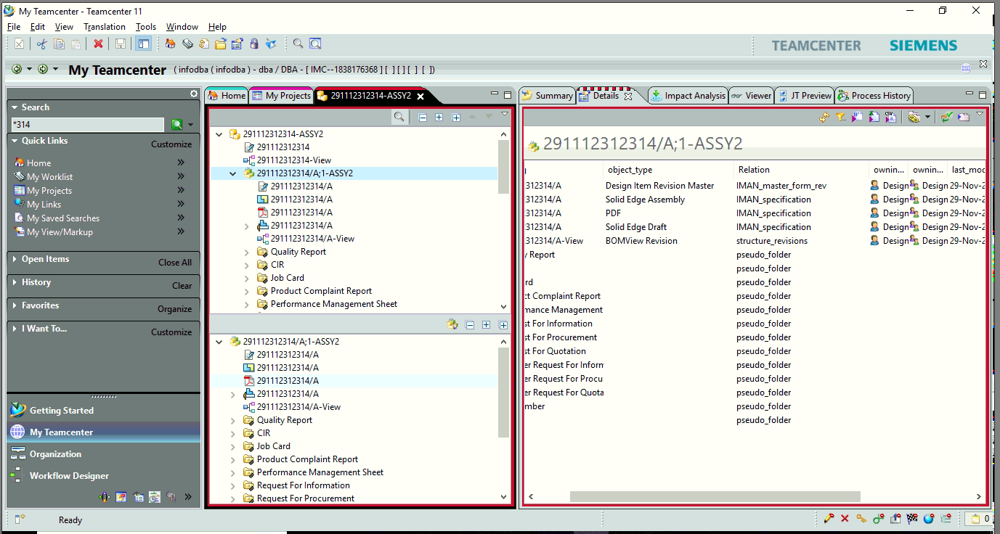 My Teamcenter - Teamcenter 11
File Edit View Translation Tools Window Help
TEAMCENTER SIEMENS
My Teamcenter ( infodba ( infodba ) - dba / DBA - [ IMC--1838176368 ] [ ] [ ] [ ] [ ])
Search
*314
Quick Links
Customize
Home
My Worklist
My Projects
My Links
My Saved Searches
My View/Markup
Open Items
Close All
History
Clear
Favorites
Organize
I Want To...
Customize
Getting Started
My Teamcenter
Organization
Workflow Designer
Home My Projects 291112312314-ASSY2
291112312314-ASSY2
291112312314
291112312314-View
291112312314/A;1-ASSY2
291112312314/A
291112312314/A
291112312314/A
291112312314/A
291112312314/A-View
Quality Report
CIR
Job Card
Product Complaint Report
Performance Management Sheet
291112312314/A;1-ASSY2
291112312314/A
291112312314/A
291112312314/A
291112312314/A
291112312314/A-View
Quality Report
CIR
Job Card
Product Complaint Report
Performance Management Sheet
Request For Information
Request For Procurement
Summary Details Impact Analysis Viewer JT Preview Process History
CSV
291112312314/A;1-ASSY2
object_type Relation ownin... ownin... last_mod
312314/A Design Item Revision Master IMAN_master_form_rev Design Design 29-Nov-2
312314/A Solid Edge Assembly IMAN_specification Design Design 29-Nov-2
312314/A PDF IMAN_specification Design Design 29-Nov-2
312314/A Solid Edge Draft IMAN_specification Design Design 29-Nov-2
312314/A-View BOMView Revision structure_revisions Design Design 29-Nov-2
y Report pseudo_folder
pseudo_folder
rd pseudo_folder
ct Complaint Report pseudo_folder
mance Management pseudo_folder
st For Information pseudo_folder
st For Procurement pseudo_folder
st For Quotation pseudo_folder
er Request For Inform pseudo_folder
er Request For Procu pseudo_folder
er Request For Quota pseudo_folder
mber pseudo_folder
pseudo_folder
Ready
0